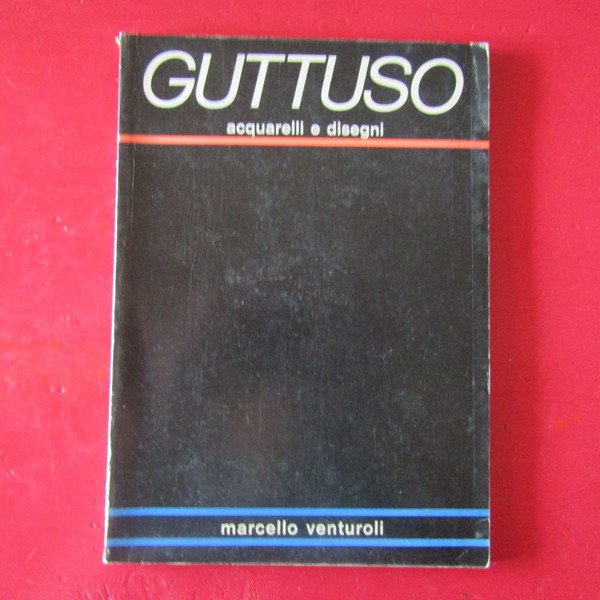 GUTTUSO
acquarelli e disegni
marcello venturoli